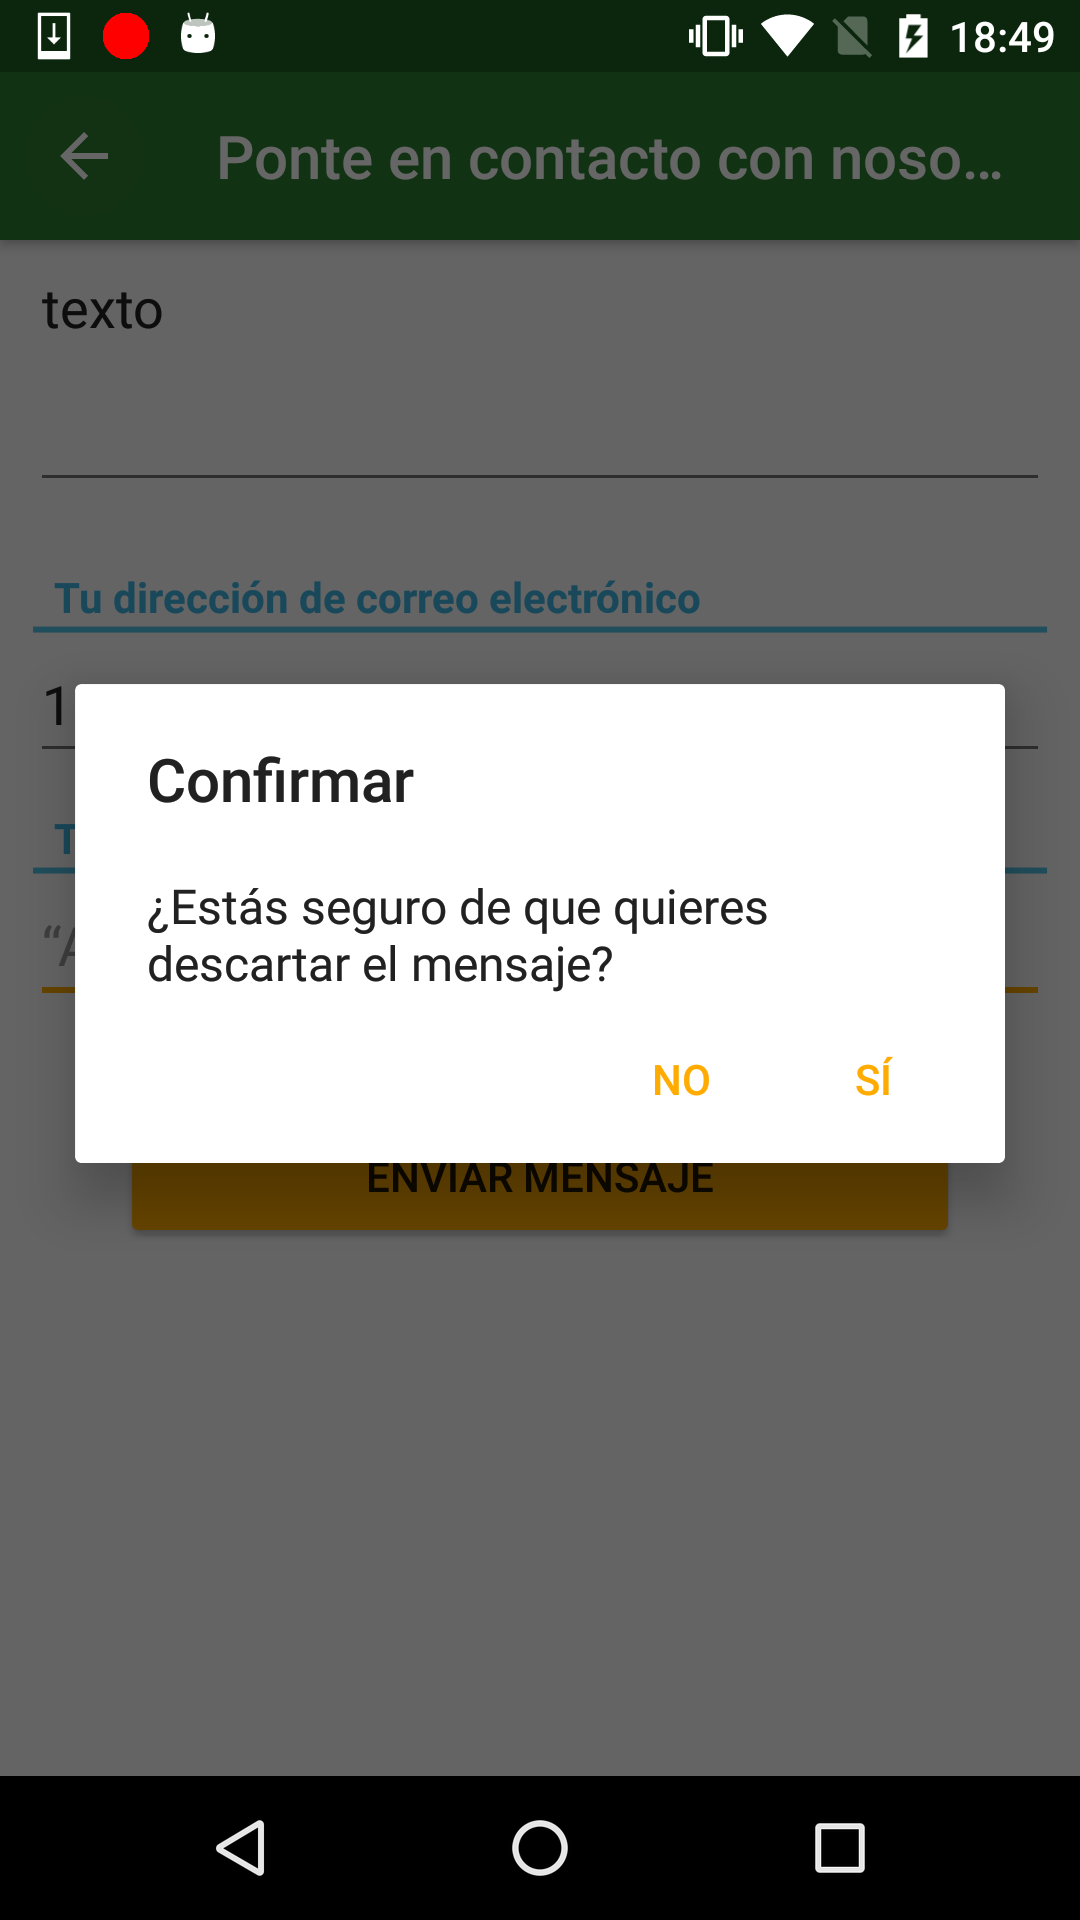 18:49
Ponte en contacto con noso...
texto
Tu dirección de correo electrónico
1
T
“A
Confirmar
¿Estás seguro de que quieres
descartar el mensaje?
NO SÍ
ENVIAR MENSAJE